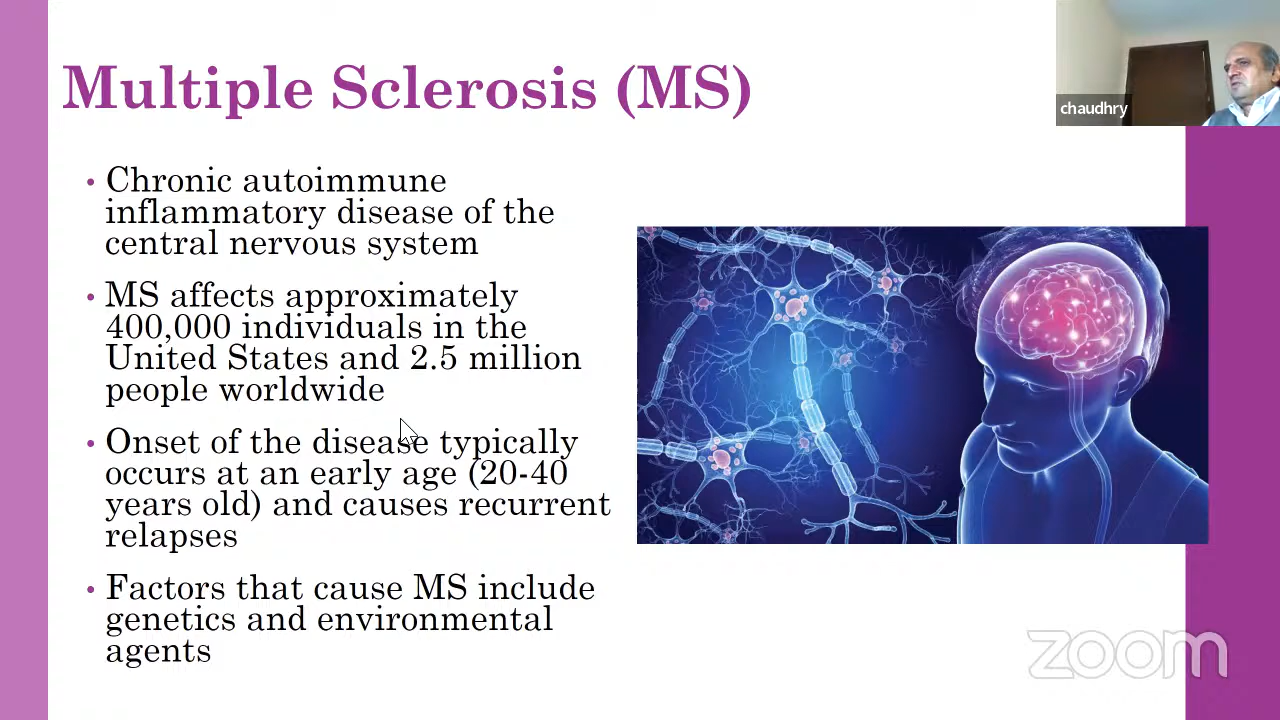 Multiple Sclerosis (MS)
chaudhry
• Chronic autoimmune
inflammatory disease of the
central nervous system
• MS affects approximately
400,000 individuals in the
United States and 2.5 million
people worldwide
• Onset of the disease typically
occurs at an early age (20-40
years old) and causes recurrent
relapses
• Factors that cause MS include
genetics and environmental
agents
zoom